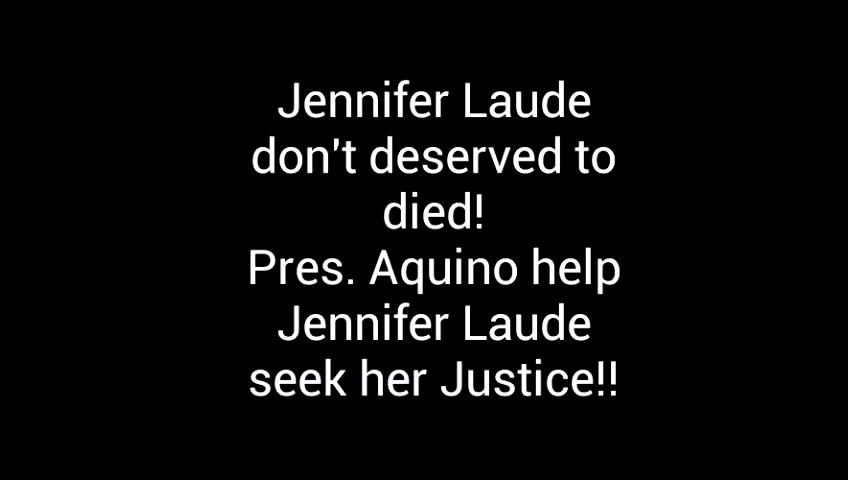 Jennifer Laude
don't deserved to
died!
Pres. Aquino help
Jennifer Laude
seek her Justice!!